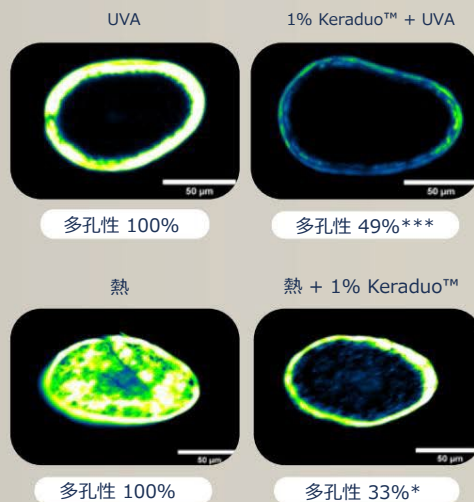 UVA
1% Keraduo™ + UVA
50 µm
50 µm
多孔性 100%
多孔性 49%***
熱
熱 + 1% Keraduo™
50 µm
50 µm
多孔性 100%
多孔性 33%*